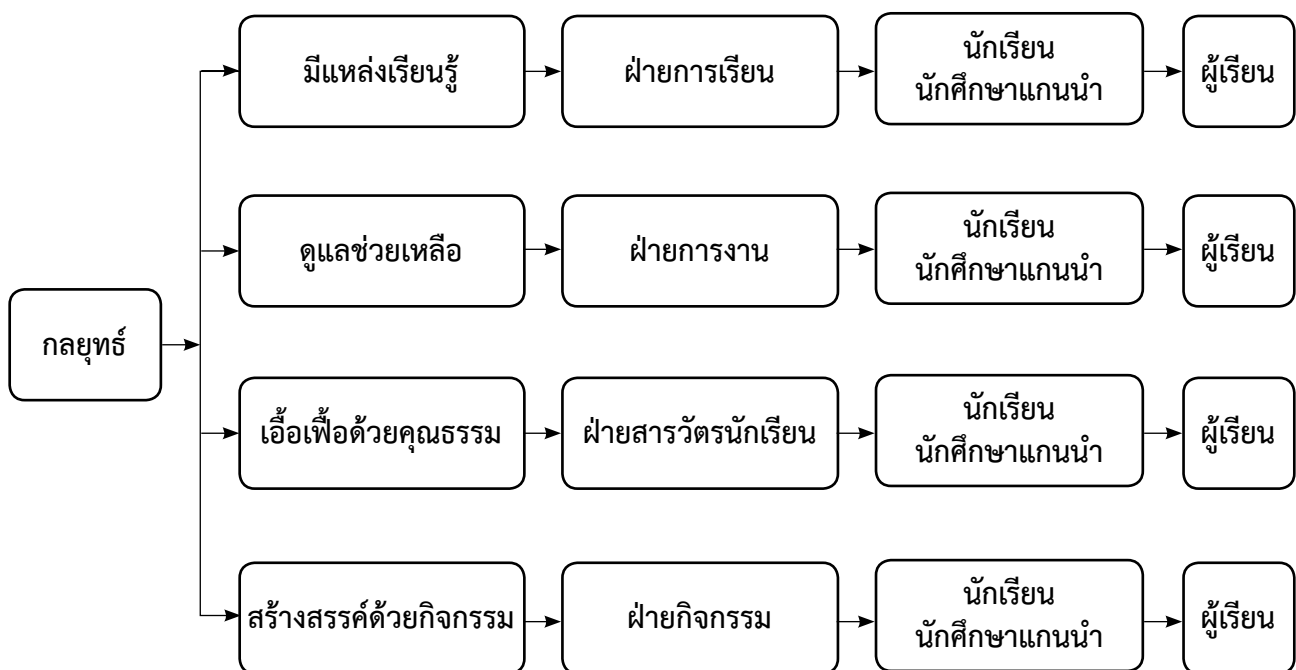 มีแหล่งเรียนรู้
ฝ่ายการเรียน
นักเรียน
นักศึกษาแกนนำ
ผู้เรียน
ดูแลช่วยเหลือ
ฝ่ายการงาน
นักเรียน
นักศึกษาแกนนำ
ผู้เรียน
กลยุทธ์
เอื้อเฟื้อด้วยคุณธรรม
ฝ่ายสารวัตรนักเรียน
นักเรียน
นักศึกษาแกนนำ
ผู้เรียน
สร้างสรรค์ด้วยกิจกรรม
ฝ่ายกิจกรรม
นักเรียน
นักศึกษาแกนนำ
ผู้เรียน